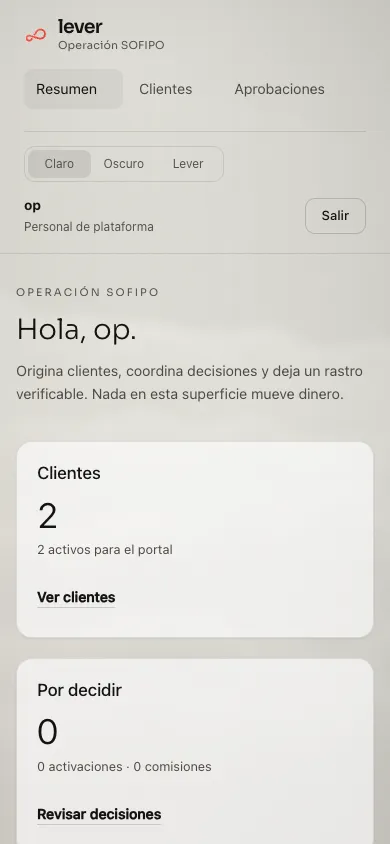 lever
Operación SOFIPO
Resumen
Clientes
Aprobaciones
Claro
Oscuro
Lever
op
Personal de plataforma
Salir
OPERACIÓN SOFIPO
Hola, op.
Origina clientes, coordina decisiones y deja un rastro
verificable. Nada en esta superficie mueve dinero.
Clientes
2
2 activos para el portal
Ver clientes
Por decidir
0
0 activaciones · 0 comisiones
Revisar decisiones